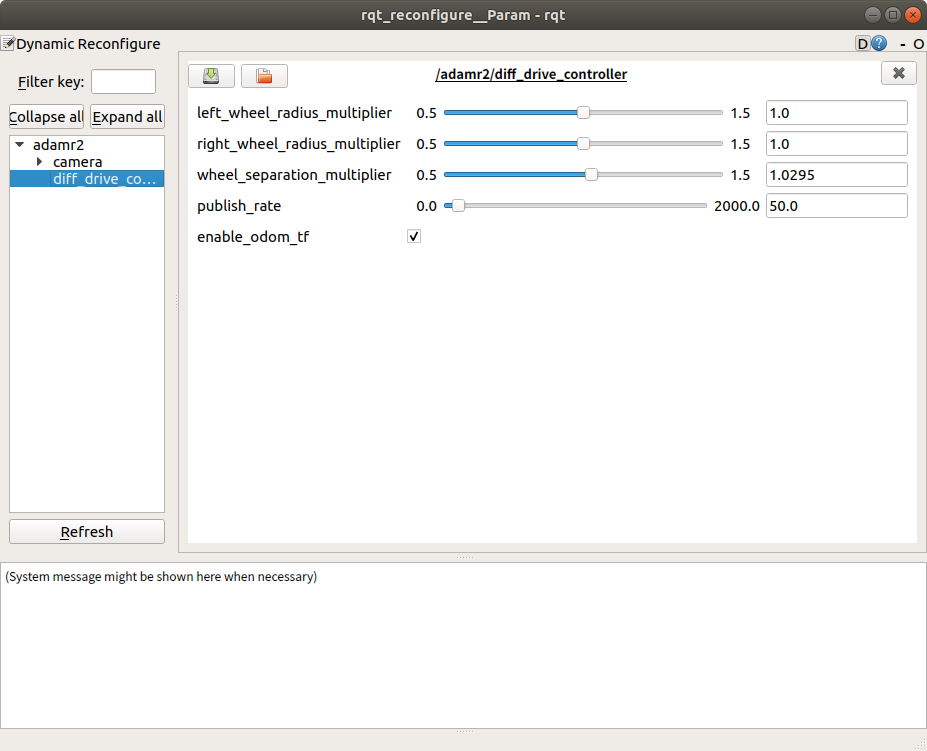 rqt_reconfigure__Param - rqt
Dynamic Reconfigure
D ? - O
Filter key:
Collapse all Expand all
adamr2
camera
diff_drive_co...
Refresh
/adamr2/diff_drive_controller
left_wheel_radius_multiplier 0.5 1.5 1.0
right_wheel_radius_multiplier 0.5 1.5 1.0
wheel_separation_multiplier 0.5 1.5 1.0295
publish_rate 0.0 2000.0 50.0
enable_odom_tf
(System message might be shown here when necessary)